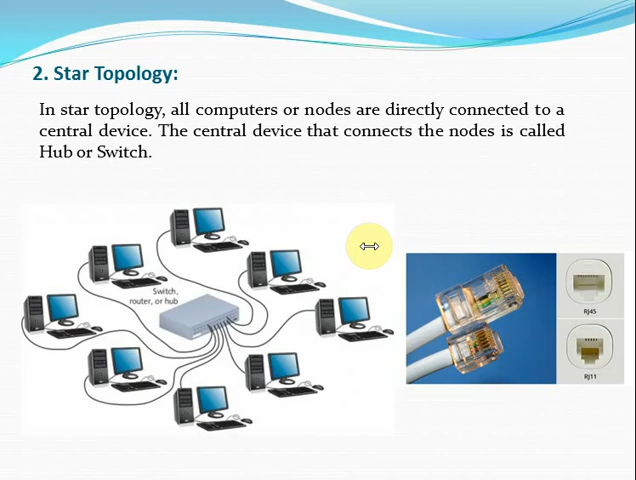 2. Star Topology:
In star topology, all computers or nodes are directly connected to a
central device. The central device that connects the nodes is called
Hub or Switch.
Switch,
router, or hub
RJ45
RJ11